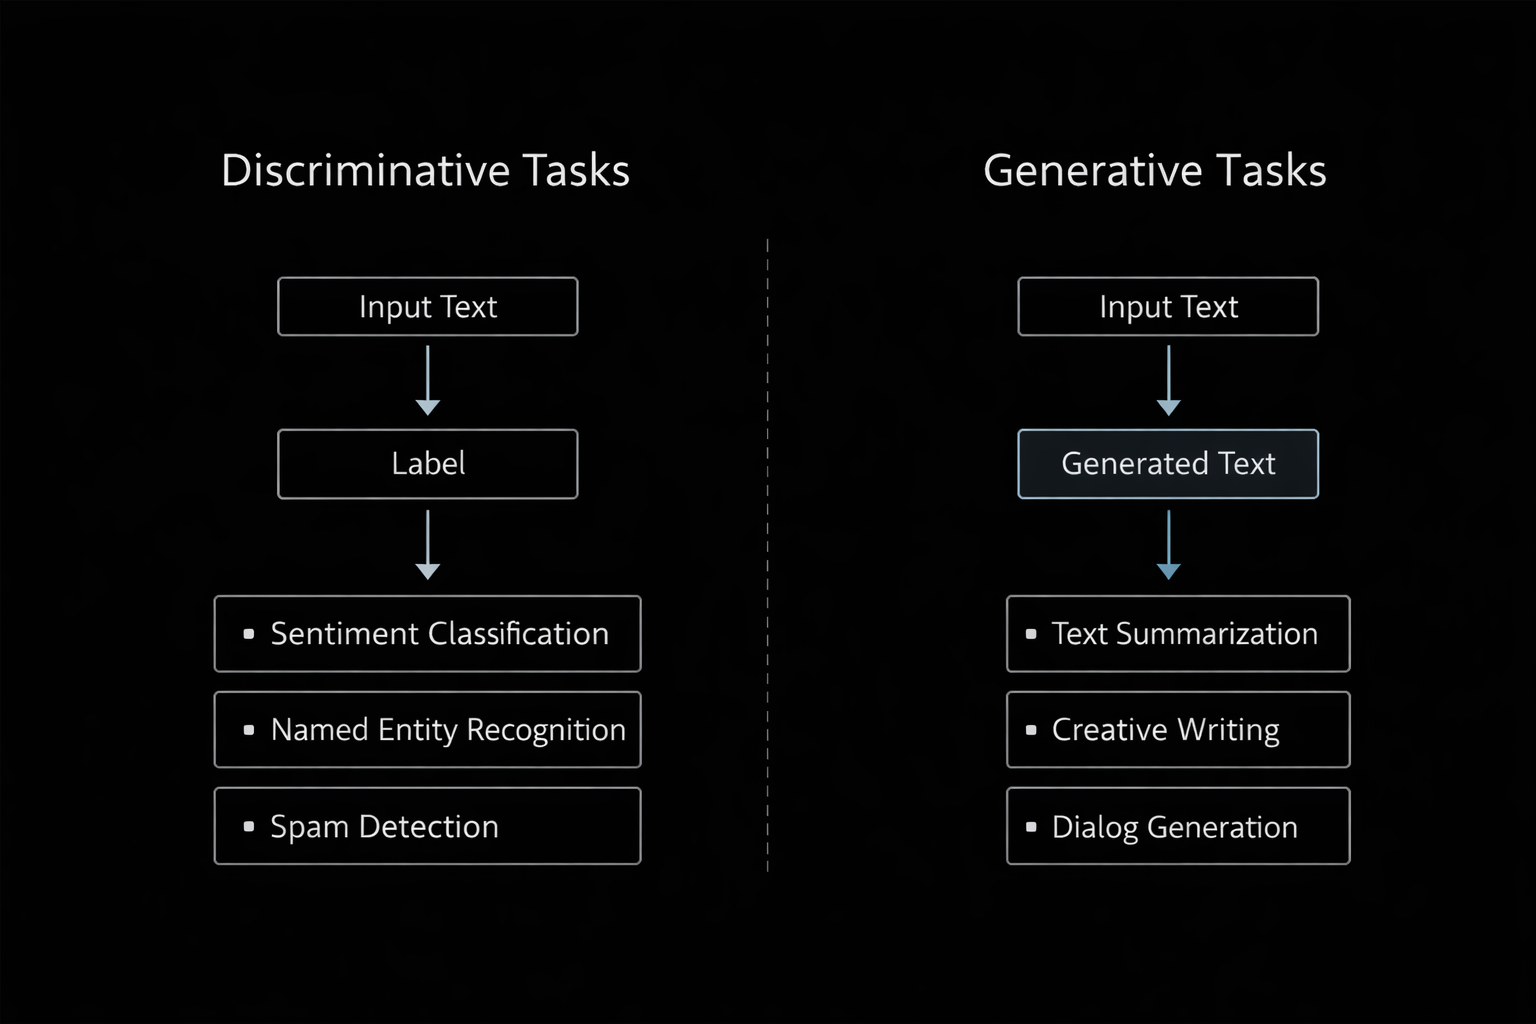 Discriminative Tasks
Input Text
Label
▪ Sentiment Classification
▪ Named Entity Recognition
▪ Spam Detection
Generative Tasks
Input Text
Generated Text
▪ Text Summarization
▪ Creative Writing
▪ Dialog Generation